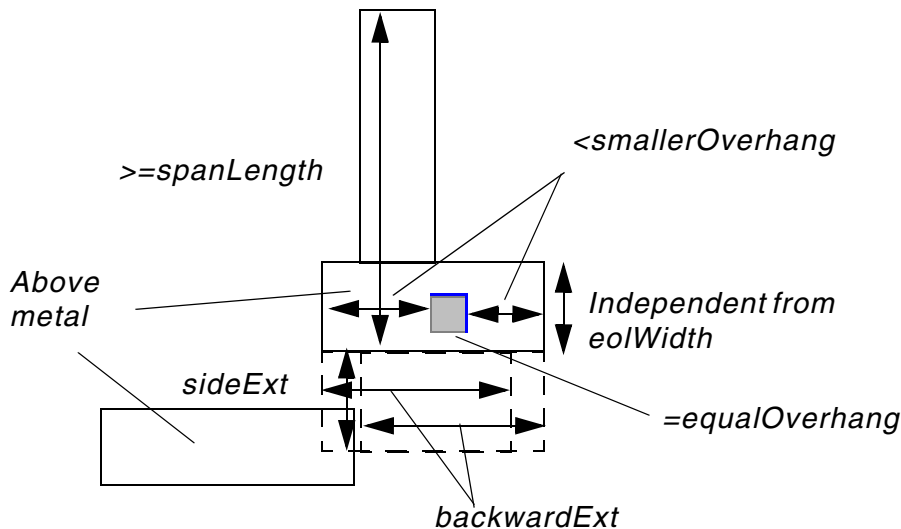 <smallerOverhang
>=spanLength
Above
metal
Independent from
eolWidth
sideExt
=equalOverhang
backwardExt